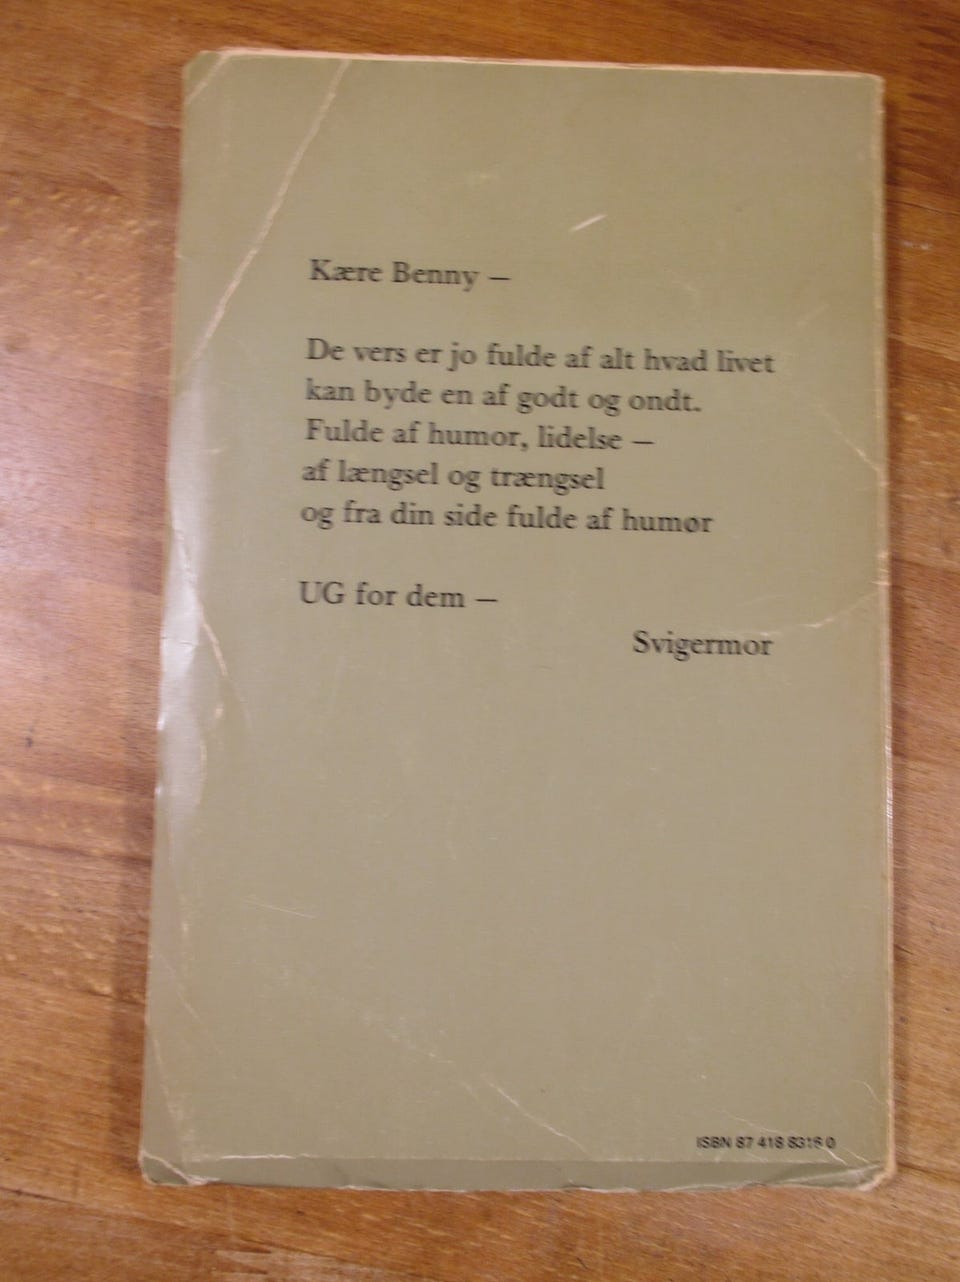 Kære Benny —
De vers er jo fulde af alt hvad livet
kan byde en af godt og ondt.
Fulde af humor, lidelse —
af længsel og trængsel
og fra din side fulde af humør
UG for dem —
Svigermor
ISBN 87 418 8316 0